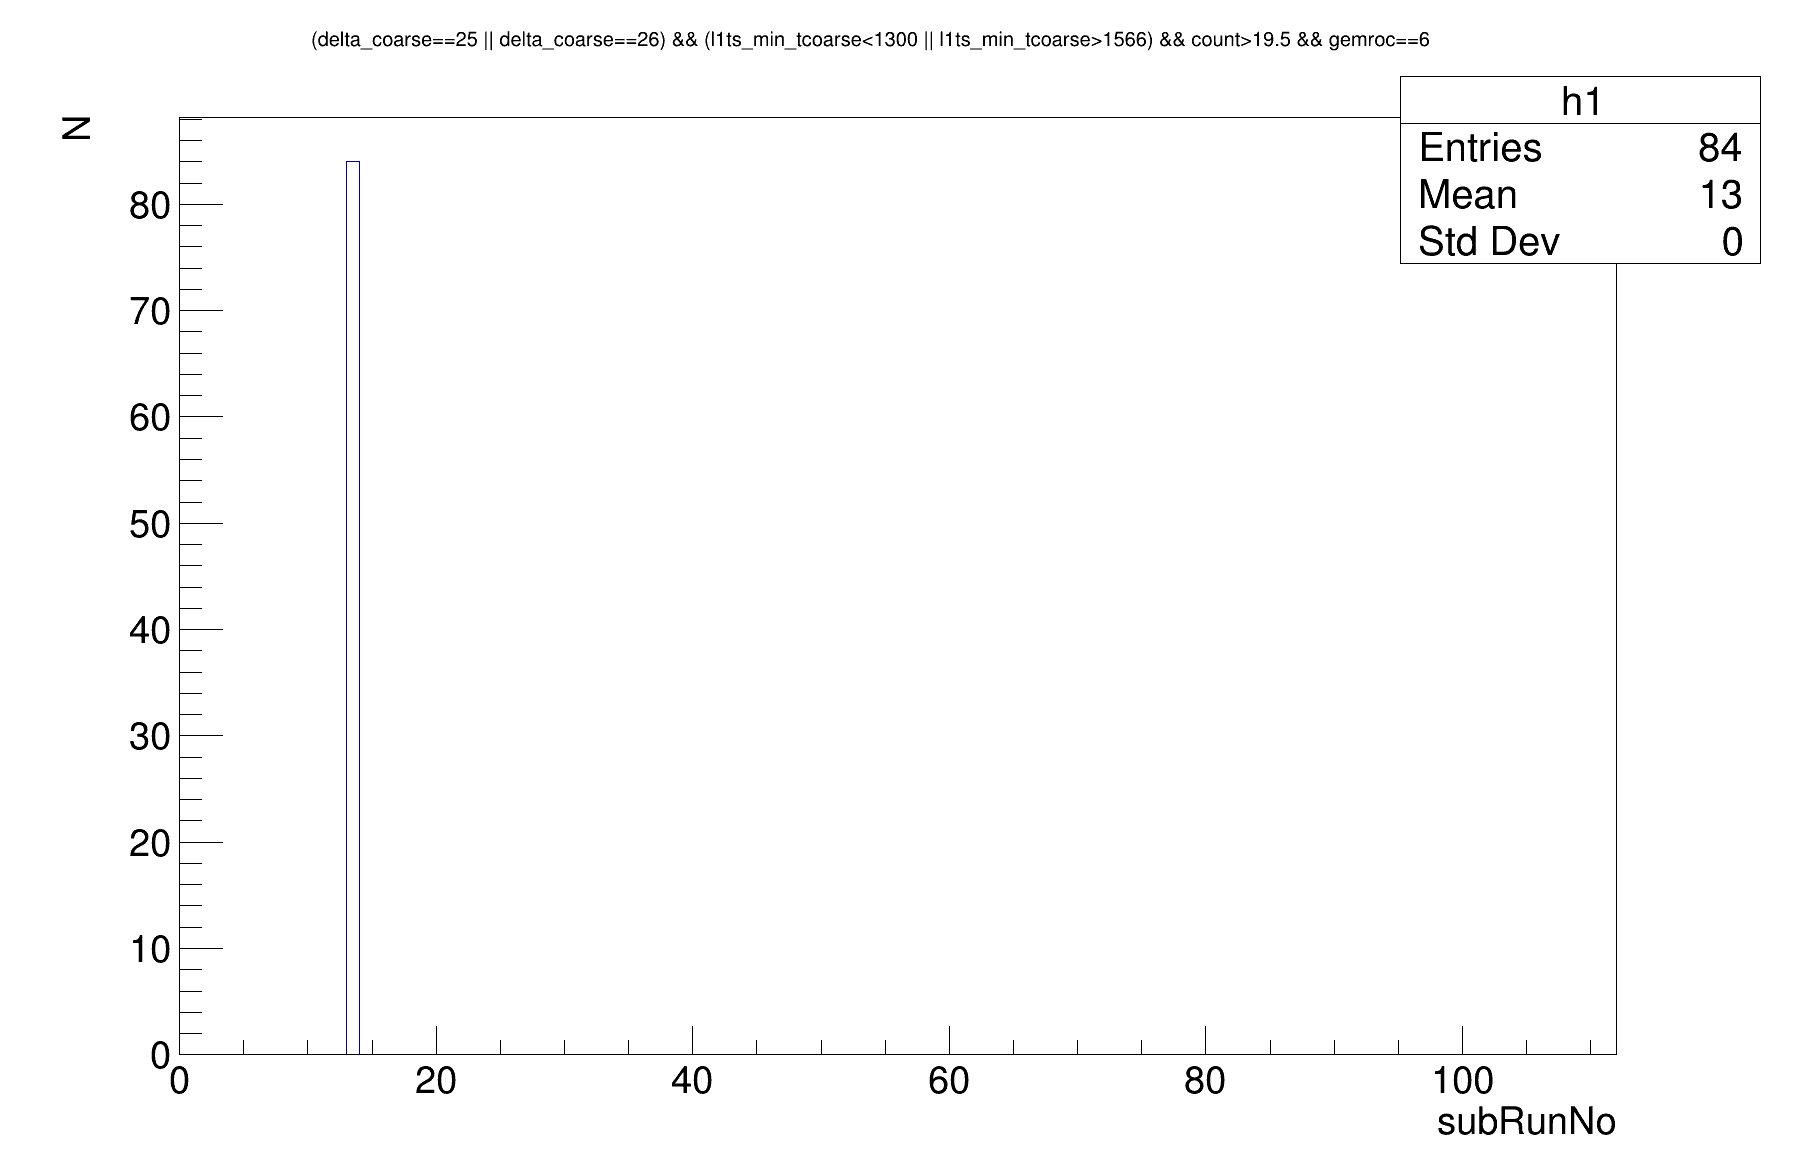 (delta_coarse==25 || delta_coarse==26) && (l1ts_min_tcoarse<1300 || l1ts_min_tcoarse>1566) && count>19.5 && gemroc==6
h1
Entries 84
Mean 13
Std Dev 0
N
80
70
60
50
40
30
20
10
0
0 20 40 60 80 100
subRunNo